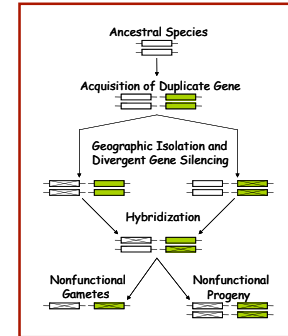 Ancestral Species
Acquisition of Duplicate Gene
Geographic Isolation and
Divergent Gene Silencing
Hybridization
Nonfunctional
Gametes
Nonfunctional
Progeny